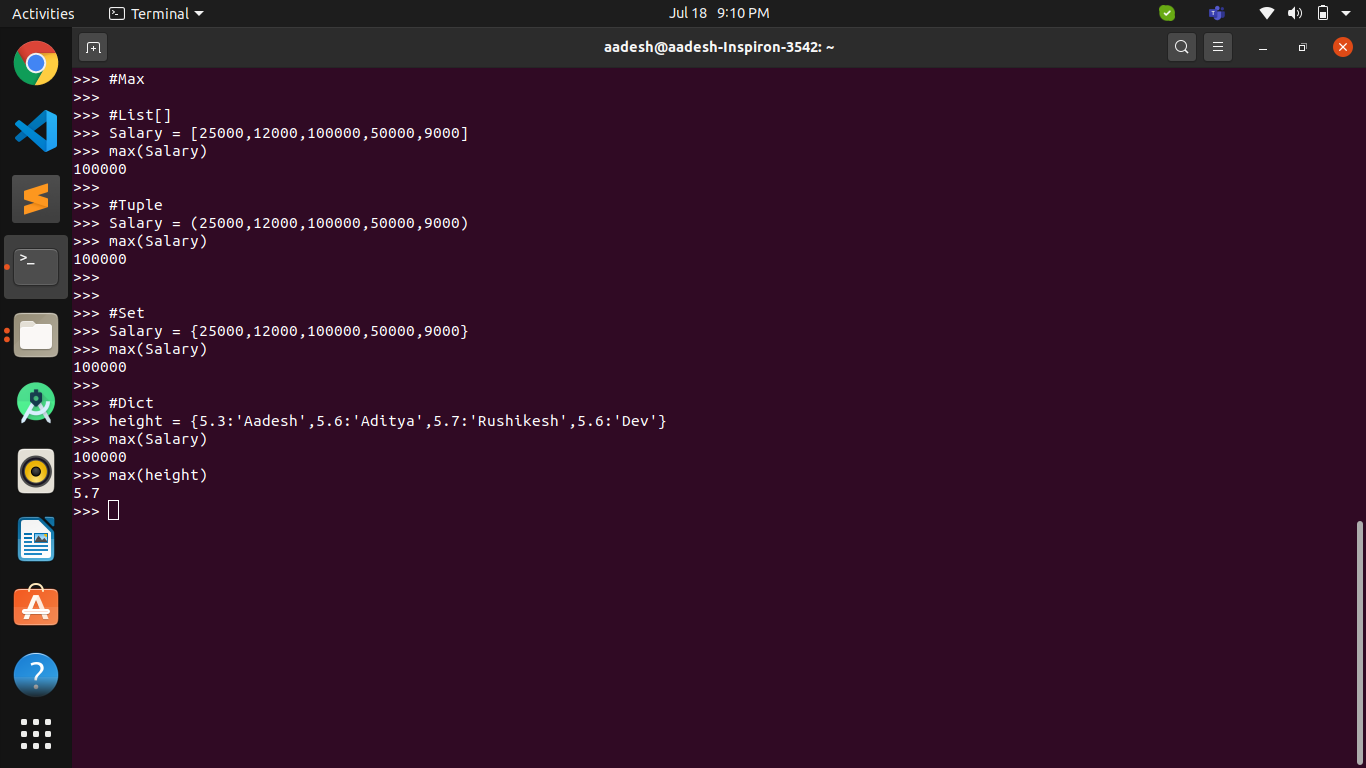 Activities Terminal Jul 18 9:10 PM
aadesh@aadesh-Inspiron-3542: ~
>>> #Max
>>>
>>> #List[]
>>> Salary = [25000,12000,100000,50000,9000]
>>> max(Salary)
100000
>>>
>>> #Tuple
>>> Salary = (25000,12000,100000,50000,9000)
>>> max(Salary)
100000
>>>
>>>
>>> #Set
>>> Salary = {25000,12000,100000,50000,9000}
>>> max(Salary)
100000
>>>
>>> #Dict
>>> height = {5.3:'Aadesh',5.6:'Aditya',5.7:'Rushikesh',5.6:'Dev'}
>>> max(Salary)
100000
>>> max(height)
5.7
>>>